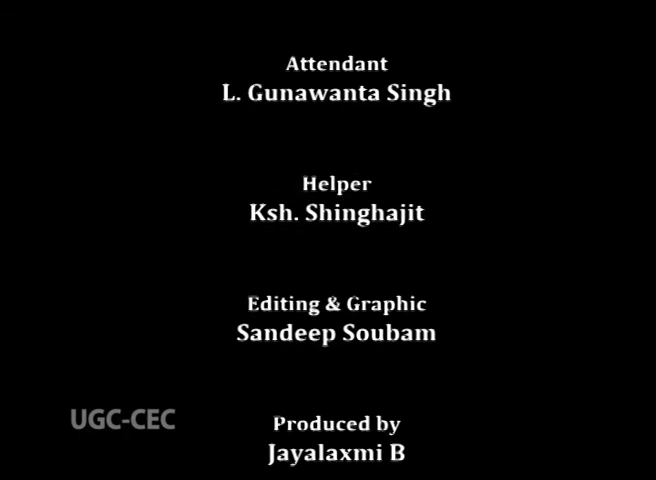 Attendant
L. Gunawanta Singh
Helper
Ksh. Shinghajit
Editing & Graphic
Sandeep Soubam
UGC-CEC
Produced by
Jayalaxmi B